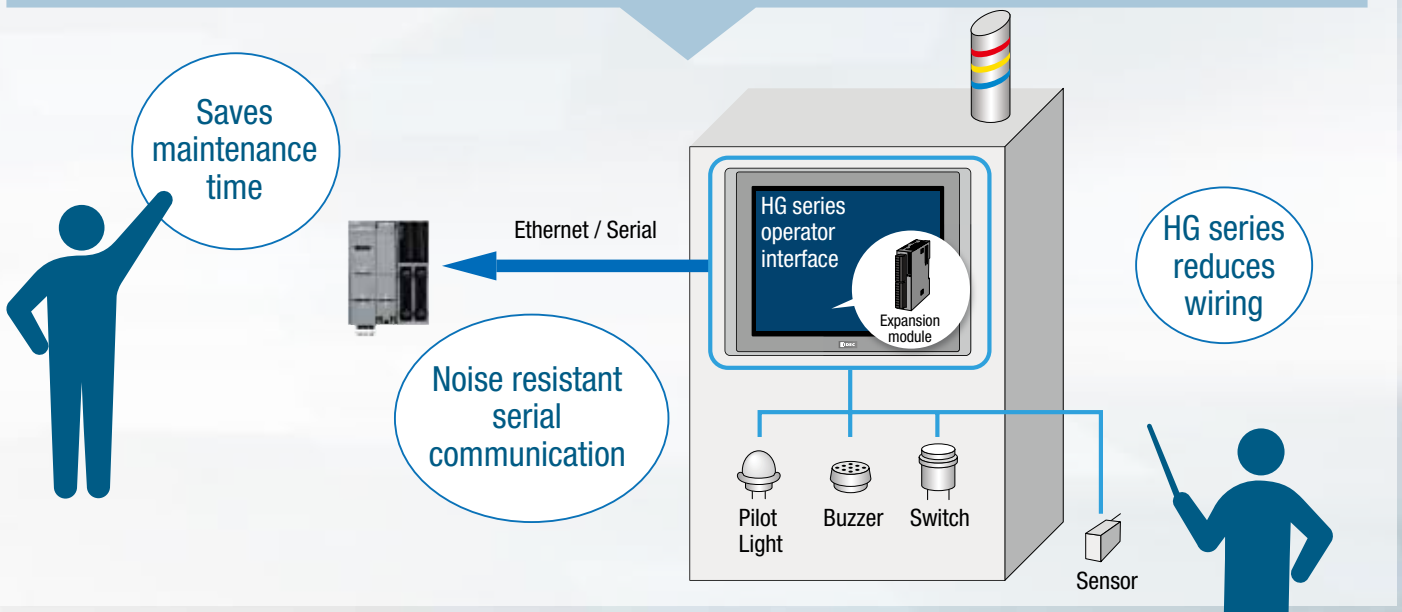 Saves
maintenance
time
Ethernet / Serial
HG series
operator
interface
Expansion
module
IDEC
HG series
reduces
wiring
Noise resistant
serial
communication
Pilot
Light
Buzzer
Switch
Sensor